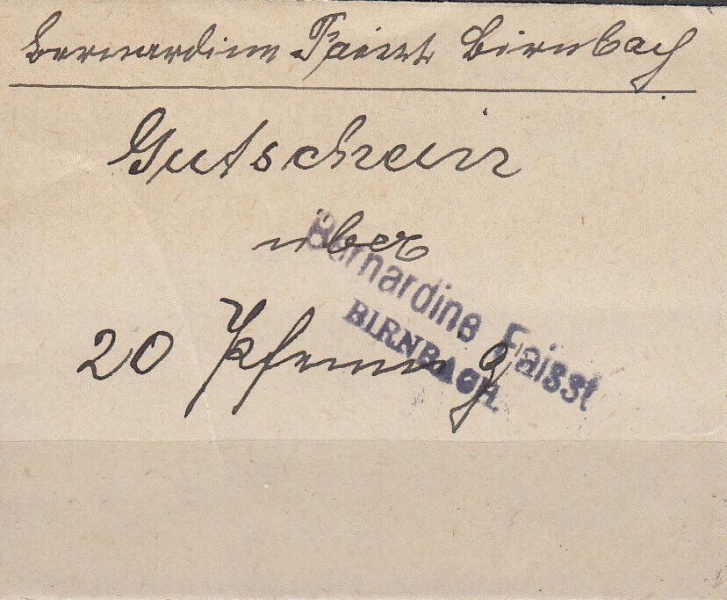 Bernardine Faisst Birnbach
Gutschein
über
20 Pfennig
Bernardine Faisst
BIRNBACH.